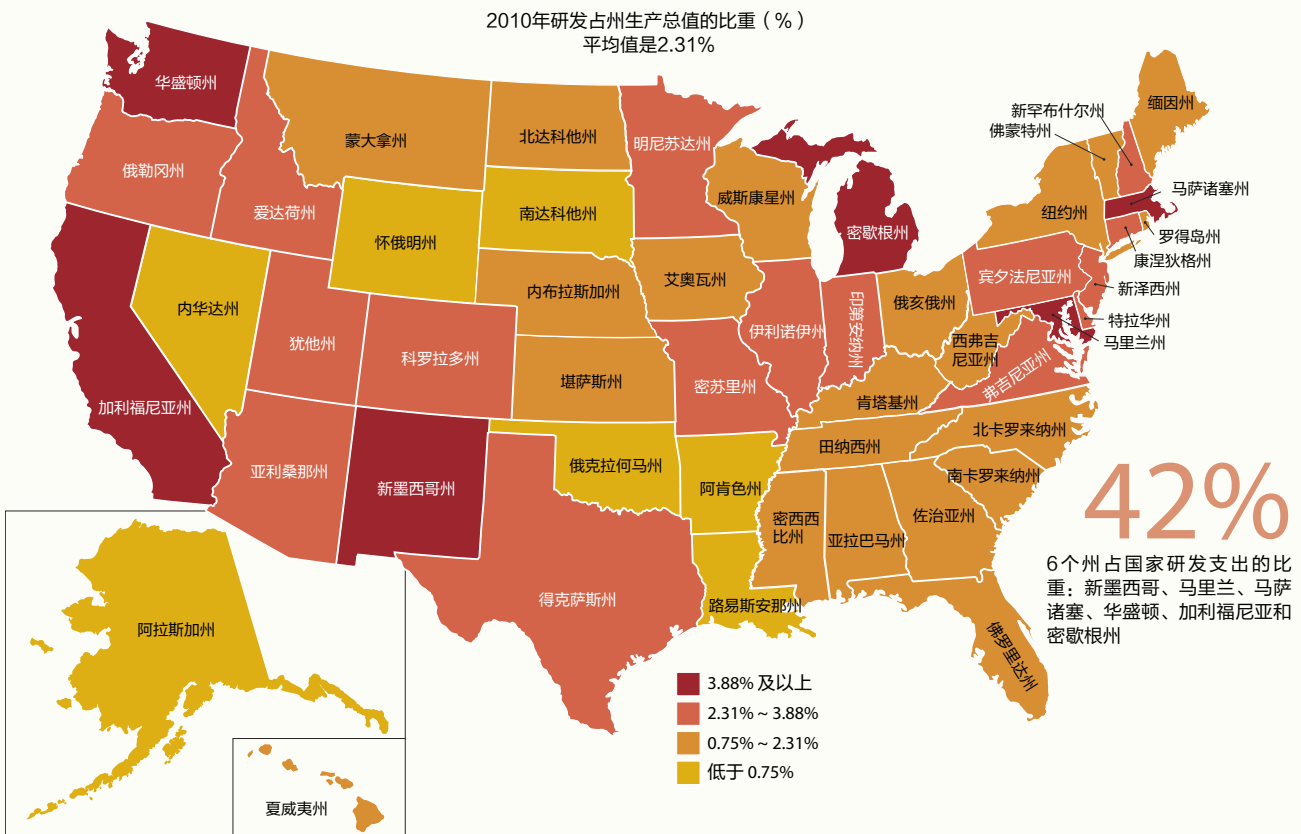 2010年研发占州生产总值的比重（%）
平均值是2.31%
华盛顿州
俄勒冈州
爱达荷州
蒙大拿州
北达科他州
明尼苏达州
南达科他州
怀俄明州
威斯康星州
密歇根州
新罕布什尔州
佛蒙特州
缅因州
马萨诸塞州
纽约州
罗得岛州
康涅狄格州
宾夕法尼亚州
新泽西州
特拉华州
马里兰州
内华达州
犹他州
科罗拉多州
内布拉斯加州
艾奥瓦州
伊利诺伊州
印第安纳州
俄亥俄州
西弗吉
尼亚州
弗吉尼亚州
加利福尼亚州
堪萨斯州
密苏里州
肯塔基州
田纳西州
北卡罗来纳州
南卡罗来纳州
亚利桑那州
新墨西哥州
俄克拉何马州
阿肯色州
密西西
比州
亚拉巴马州
佐治亚州
得克萨斯州
路易斯安那州
佛罗里达州
阿拉斯加州
夏威夷州
42%
6个州占国家研发支出的比
重：新墨西哥、马里兰、马萨
诸塞、华盛顿、加利福尼亚和
密歇根州
3.88% 及以上
2.31% ~ 3.88%
0.75% ~ 2.31%
低于 0.75%